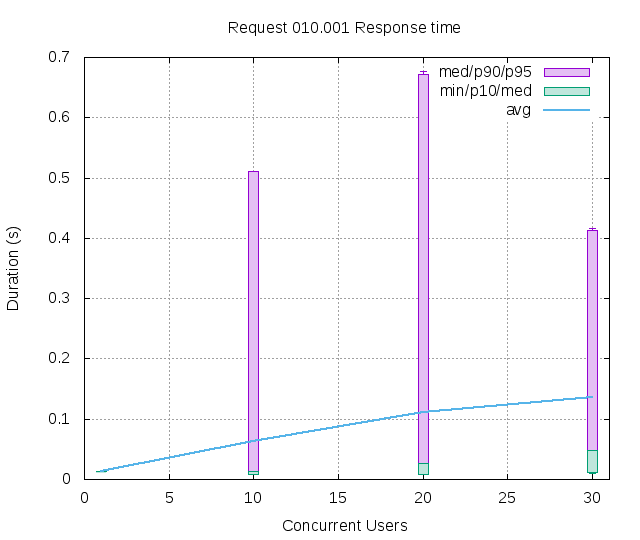 Request 010.001 Response time
0.7
0.6
0.5
0.4
0.3
0.2
0.1
0
Duration (s)
med/p90/p95
min/p10/med
avg
0 5 10 15 20 25 30
Concurrent Users